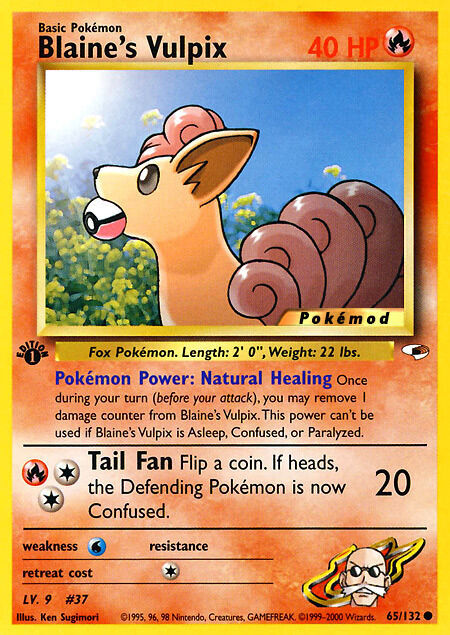 Basic Pokémon
Blaine's Vulpix 40 HP
Pokémod
EDITION
1
Fox Pokémon. Length: 2' 0", Weight: 22 lbs.
Pokémon Power: Natural Healing Once
during your turn (before your attack), you may remove 1
damage counter from Blaine's Vulpix. This power can't be
used if Blaine's Vulpix is Asleep, Confused, or Paralyzed.
Tail Fan Flip a coin. If heads,
the Defending Pokémon is now
Confused.
20
weakness resistance
retreat cost
LV. 9 #37
Illus. Ken Sugimori ©1995, 96, 98 Nintendo, Creatures, GAMEFREAK. ©1999-2000 Wizards. 65/132